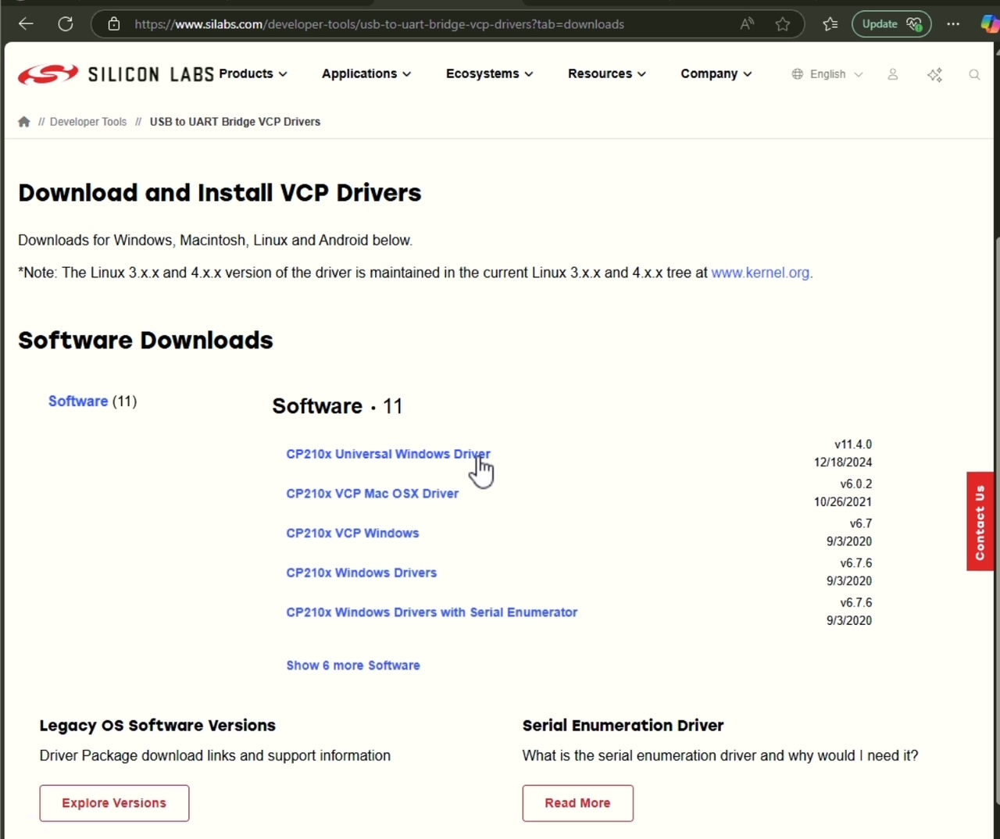 https://www.silabs.com/developer-tools/usb-to-uart-bridge-vcp-drivers?tab=downloads
Update
SILICON LABS
Products
Applications
Ecosystems
Resources
Company
English
// Developer Tools // USB to UART Bridge VCP Drivers
Download and Install VCP Drivers
Downloads for Windows, Macintosh, Linux and Android below.
*Note: The Linux 3.x.x and 4.x.x version of the driver is maintained in the current Linux 3.x.x and 4.x.x tree at www.kernel.org.
Software Downloads
Software (11)
Software · 11
CP210x Universal Windows Driver
v11.4.0
12/18/2024
CP210x VCP Mac OSX Driver
v6.0.2
10/26/2021
CP210x VCP Windows
v6.7
9/3/2020
CP210x Windows Drivers
v6.7.6
9/3/2020
CP210x Windows Drivers with Serial Enumerator
v6.7.6
9/3/2020
Show 6 more Software
Contact Us
Legacy OS Software Versions
Driver Package download links and support information
Explore Versions
Serial Enumeration Driver
What is the serial enumeration driver and why would I need it?
Read More